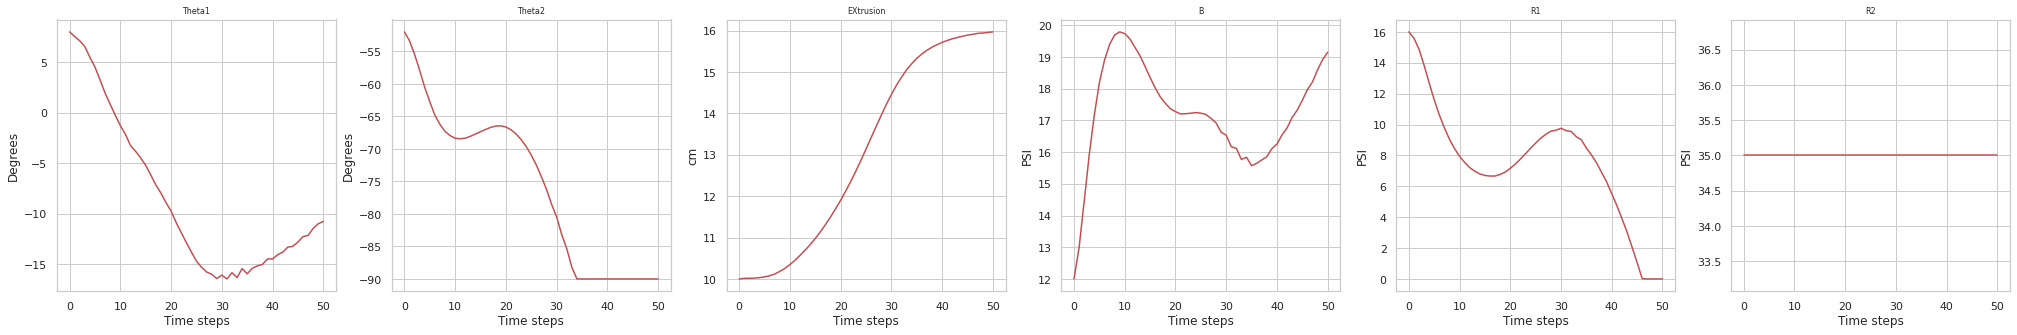 Theta1
Degrees
5
0
−5
−10
−15
0 10 20 30 40 50
Time steps
Theta2
Degrees
−55
−60
−65
−70
−75
−80
−85
−90
0 10 20 30 40 50
Time steps
EXtrusion
cm
16
15
14
13
12
11
10
0 10 20 30 40 50
Time steps
B
PSI
20
19
18
17
16
15
14
13
12
0 10 20 30 40 50
Time steps
R1
PSI
16
14
12
10
8
6
4
2
0
0 10 20 30 40 50
Time steps
R2
PSI
36.5
36.0
35.5
35.0
34.5
34.0
33.5
0 10 20 30 40 50
Time steps